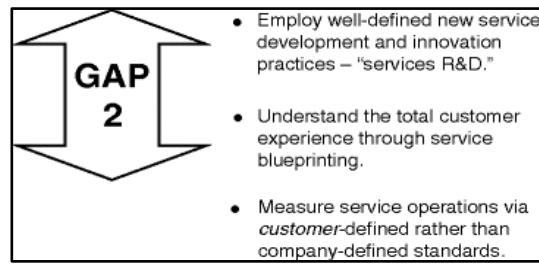 GAP
2
• Employ well-defined new service
development and innovation
practices – “services R&D.”
• Understand the total customer
experience through service
blueprinting.
• Measure service operations via
customer-defined rather than
company-defined standards.